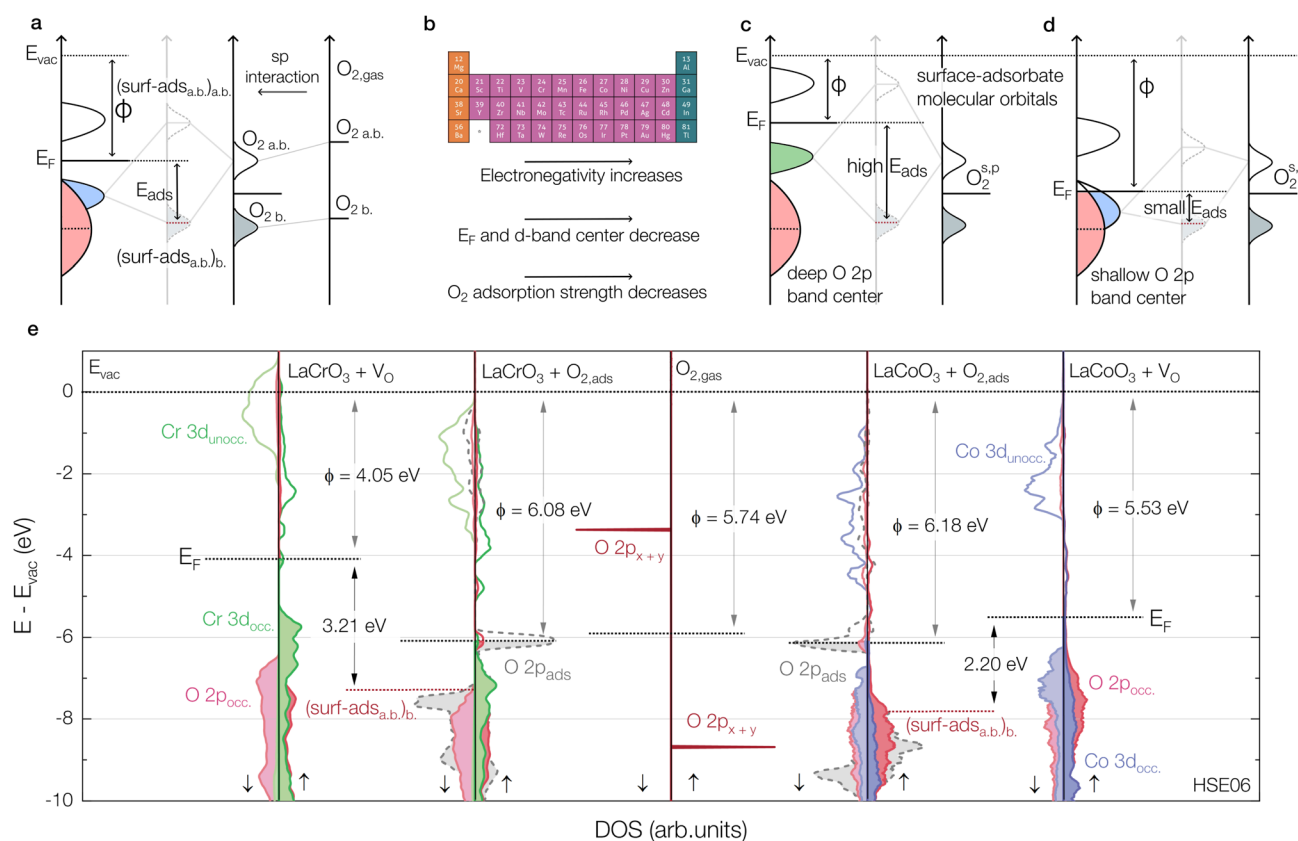 a
E_vac
(surf-ads_a.b.)_a.b.
ϕ
E_F
E_ads
(surf-ads_a.b.)_b.
sp
interaction
O_2,gas
O_2 a.b.
O_2 a.b.
O_2 b.
O_2 b.
b
12 Mg 13 Al
20 Ca 21 Sc 22 Ti 23 V 24 Cr 25 Mn 26 Fe 27 Co 28 Ni 29 Cu 30 Zn 31 Ga
38 Sr 39 Y 40 Zr 41 Nb 42 Mo 43 Tc 44 Ru 45 Rh 46 Pd 47 Ag 48 Cd 49 In
56 Ba * 72 Hf 73 Ta 74 W 75 Re 76 Os 77 Ir 78 Pt 79 Au 80 Hg 81 Tl
Electronegativity increases
E_F and d-band center decrease
O_2 adsorption strength decreases
c
E_vac
ϕ
E_F
high E_ads
O_2^s,p
deep O 2p
band center
surface-adsorbate
molecular orbitals
d
ϕ
E_F
small E_ads
O_2^s,
shallow O 2p
band center
e
E_vac
LaCrO_3 + V_O
LaCrO_3 + O_2,ads
O_2,gas
LaCoO_3 + O_2,ads
LaCoO_3 + V_O
0
-2
-4
-6
-8
-10
E - E_vac (eV)
Cr 3d_unocc.
ϕ = 4.05 eV
ϕ = 6.08 eV
ϕ = 5.74 eV
ϕ = 6.18 eV
Co 3d_unocc.
ϕ = 5.53 eV
O 2p_x + y
E_F
E_F
Cr 3d_occ.
3.21 eV
O 2p_ads
O 2p_ads
2.20 eV
O 2p_occ.
(surf-ads_a.b.)_b.
O 2p_x + y
(surf-ads_a.b.)_b.
O 2p_occ.
Co 3d_occ.
↓ ↑ ↓ ↑ ↓ ↑ ↓ ↑ ↓ ↑
HSE06
DOS (arb.units)